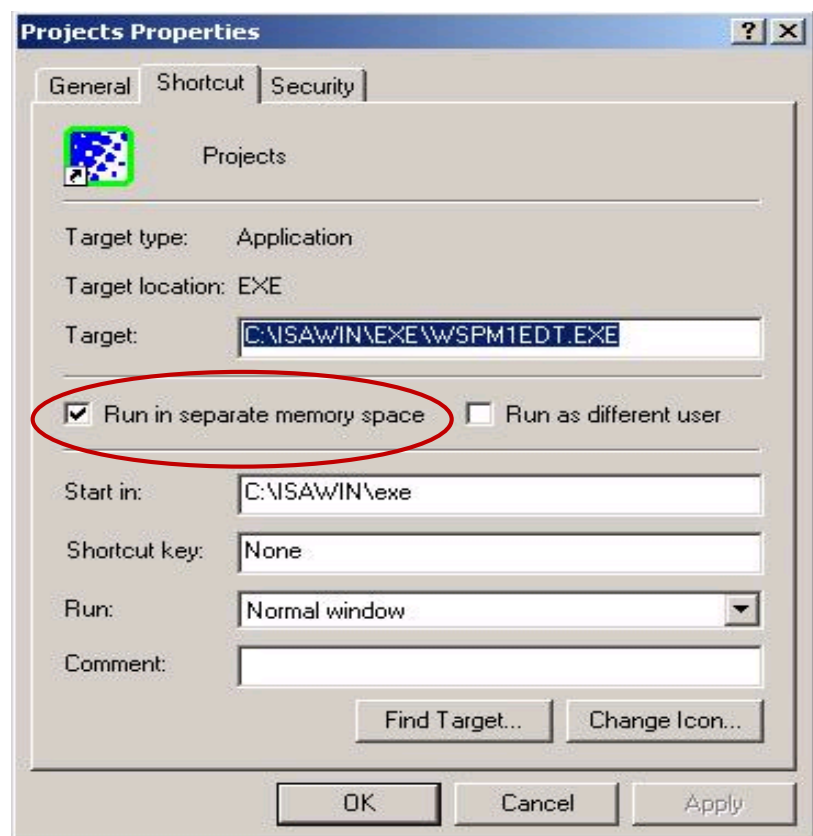 Projects Properties
General Shortcut Security
Projects
Target type: Application
Target location: EXE
Target: C:\ISAWIN\EXE\WSPM1EDT.EXE
Run in separate memory space Run as different user
Start in: C:\ISAWIN\exe
Shortcut key: None
Run: Normal window
Comment:
Find Target... Change Icon...
OK Cancel Apply